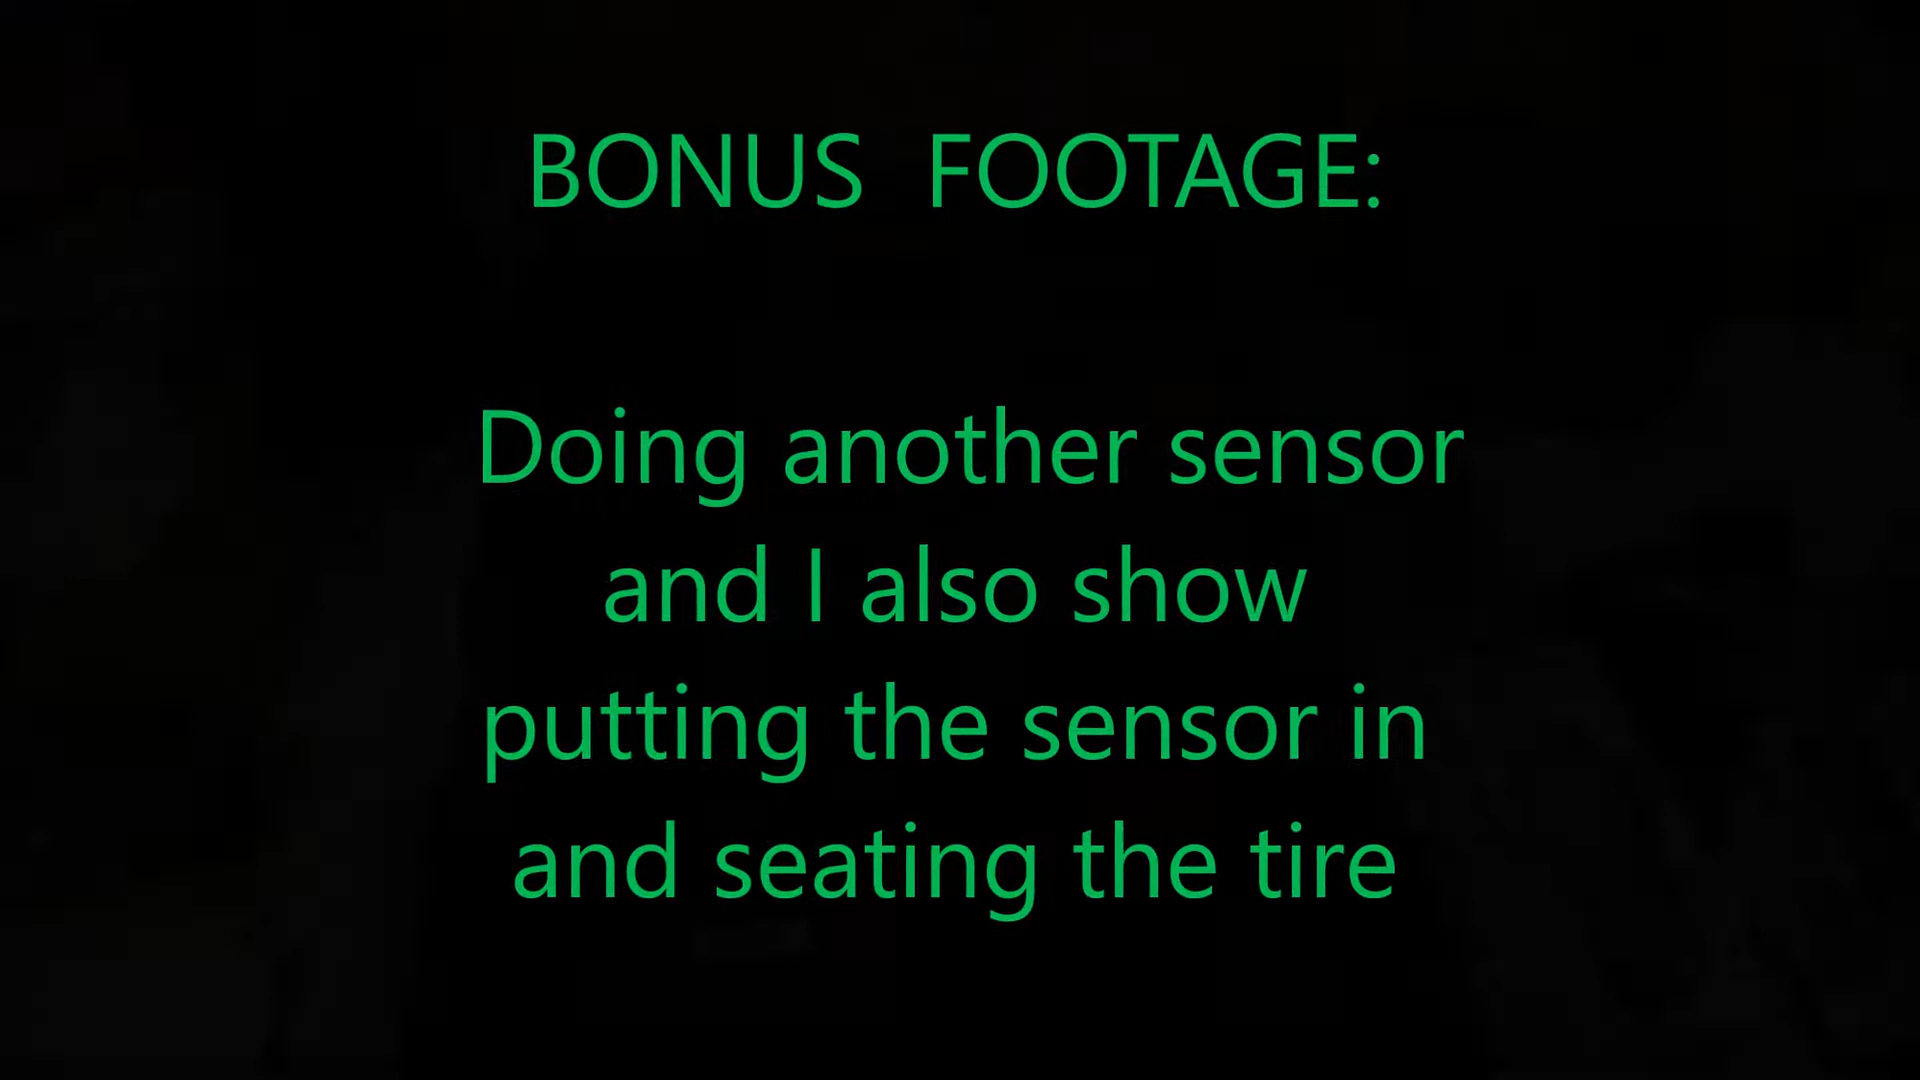 BONUS  FOOTAGE:
Doing another sensor
and I also show
putting the sensor in
and seating the tire